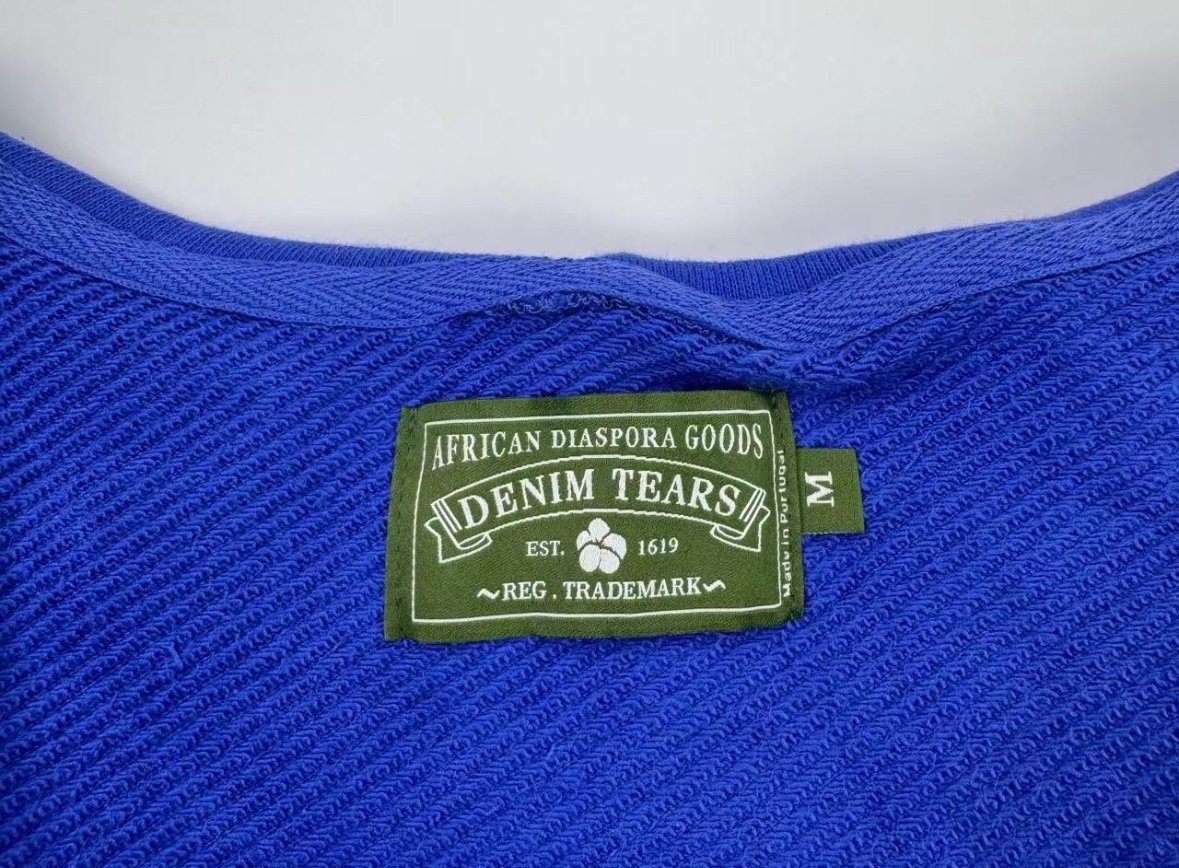 AFRICAN DIASPORA GOODS
DENIM TEARS
EST. 1619
~REG . TRADEMARK~
Made in Portugal
M